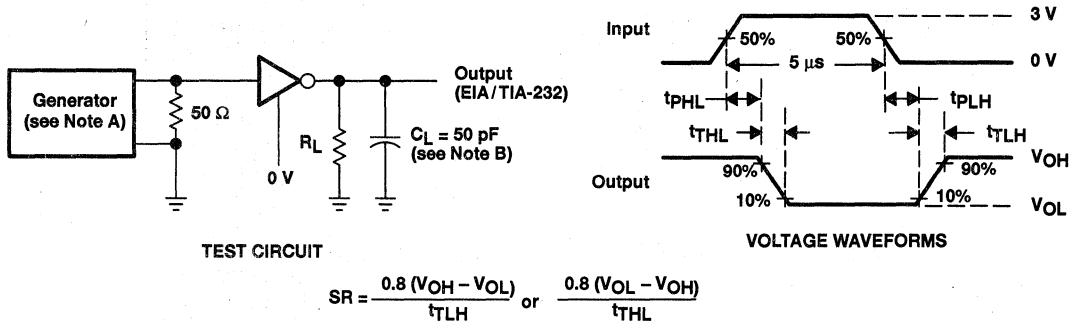 Generator
(see Note A)
50 Ω
0 V
RL
CL = 50 pF
(see Note B)
Output
(EIA/TIA-232)
TEST CIRCUIT
Input
50%
50%
3 V
0 V
5 µs
tPHL
tPLH
tTHL
tTLH
Output
90%
10%
90%
10%
VOH
VOL
VOLTAGE WAVEFORMS
SR = 0.8 (VOH – VOL) / tTLH or 0.8 (VOL – VOH) / tTHL